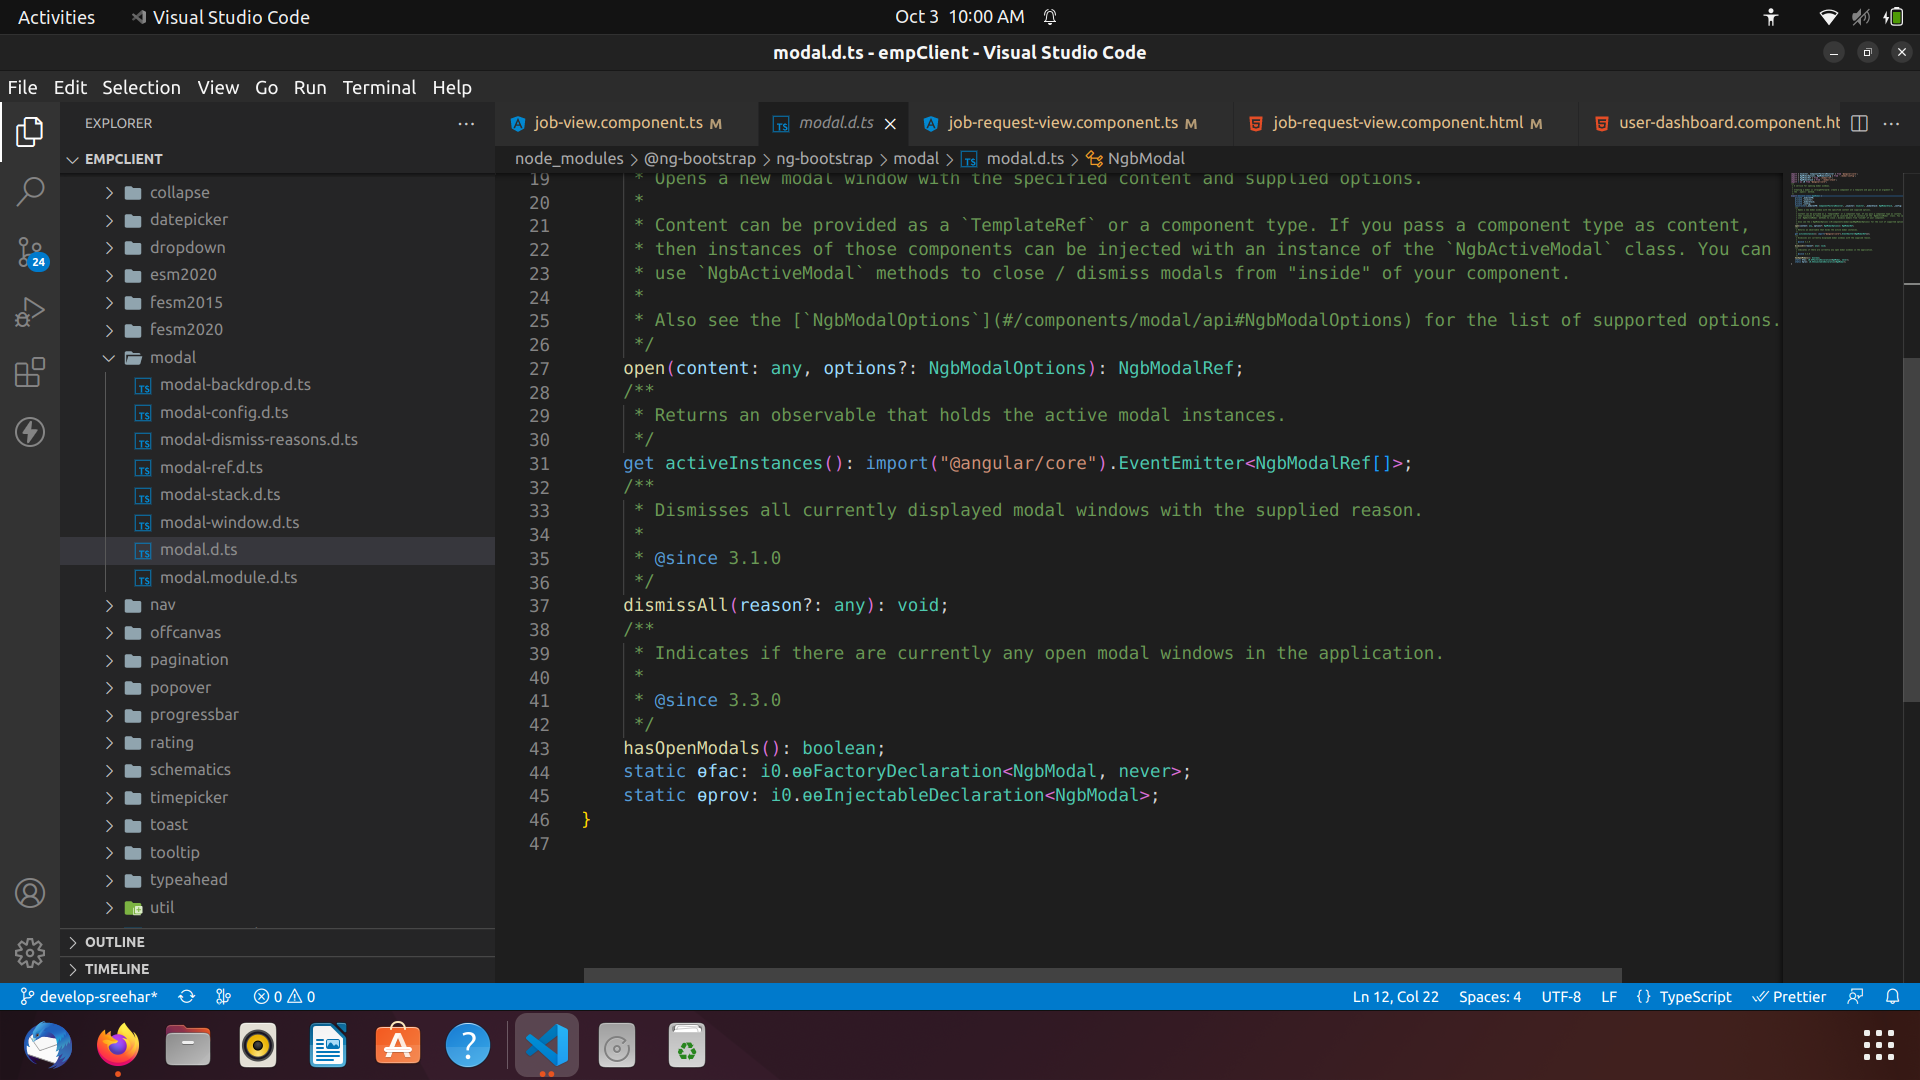 Activities
Visual Studio Code
Oct 3 10:00 AM
modal.d.ts - empClient - Visual Studio Code
File Edit Selection View Go Run Terminal Help
EXPLORER
EMPCLIENT
collapse
datepicker
dropdown
esm2020
fesm2015
fesm2020
modal
modal-backdrop.d.ts
modal-config.d.ts
modal-dismiss-reasons.d.ts
modal-ref.d.ts
modal-stack.d.ts
modal-window.d.ts
modal.d.ts
modal.module.d.ts
nav
offcanvas
pagination
popover
progressbar
rating
schematics
timepicker
toast
tooltip
typeahead
util
OUTLINE
TIMELINE
24
job-view.component.ts M
modal.d.ts
job-request-view.component.ts M
job-request-view.component.html M
user-dashboard.component.ht
node_modules > @ng-bootstrap > ng-bootstrap > modal > modal.d.ts > NgbModal
19 * Opens a new modal window with the specified content and supplied options.
20 *
21 * Content can be provided as a `TemplateRef` or a component type. If you pass a component type as content,
22 * then instances of those components can be injected with an instance of the `NgbActiveModal` class. You can
23 * use `NgbActiveModal` methods to close / dismiss modals from "inside" of your component.
24 *
25 * Also see the [`NgbModalOptions`](#/components/modal/api#NgbModalOptions) for the list of supported options.
26 */
27 open(content: any, options?: NgbModalOptions): NgbModalRef;
28 /**
29 * Returns an observable that holds the active modal instances.
30 */
31 get activeInstances(): import("@angular/core").EventEmitter<NgbModalRef[]>;
32 /**
33 * Dismisses all currently displayed modal windows with the supplied reason.
34 *
35 * @since 3.1.0
36 */
37 dismissAll(reason?: any): void;
38 /**
39 * Indicates if there are currently any open modal windows in the application.
40 *
41 * @since 3.3.0
42 */
43 hasOpenModals(): boolean;
44 static ɵfac: i0.ɵɵFactoryDeclaration<NgbModal, never>;
45 static ɵprov: i0.ɵɵInjectableDeclaration<NgbModal>;
46 }
47
develop-sreehar* 0 0 Ln 12, Col 22 Spaces: 4 UTF-8 LF {} TypeScript Prettier